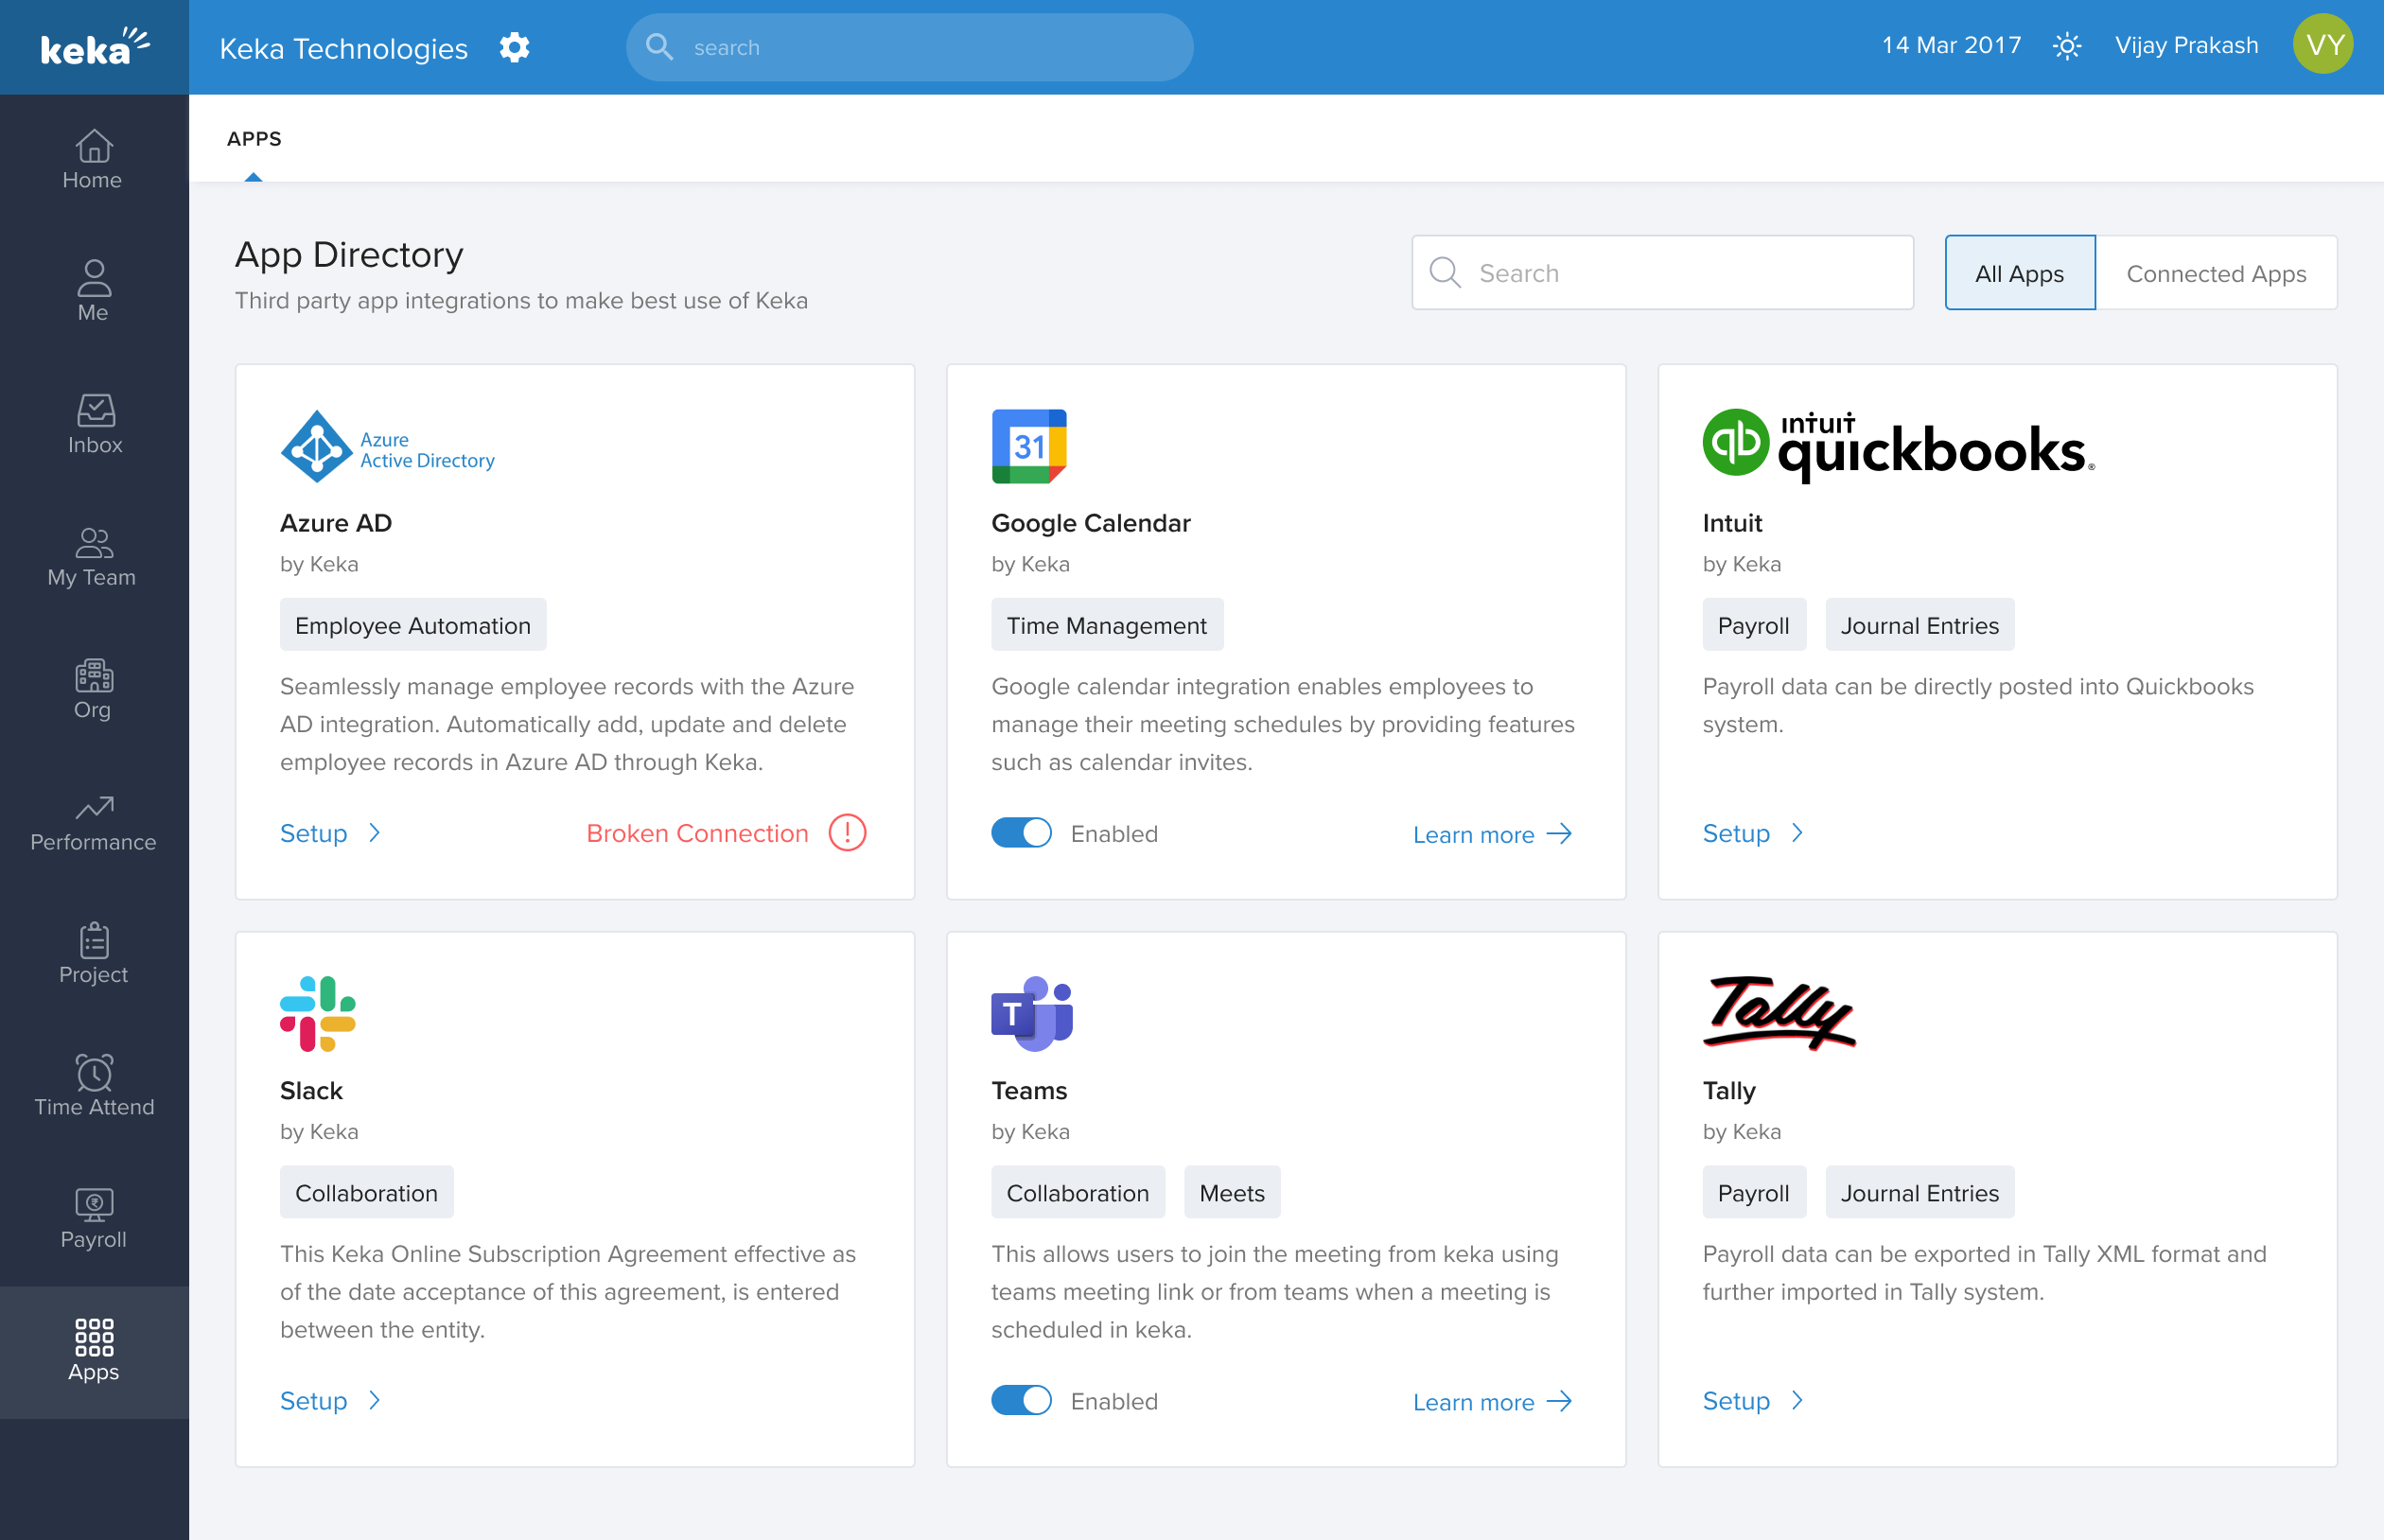 keka
Keka Technologies
search
14 Mar 2017
Vijay Prakash
VY
Home
Me
Inbox
My Team
Org
Performance
Project
Time Attend
Payroll
Apps
APPS
App Directory
Third party app integrations to make best use of Keka
Search
All Apps
Connected Apps
Azure
Active Directory
Azure AD
by Keka
Employee Automation
Seamlessly manage employee records with the Azure
AD integration. Automatically add, update and delete
employee records in Azure AD through Keka.
Setup
Broken Connection
31
Google Calendar
by Keka
Time Management
Google calendar integration enables employees to
manage their meeting schedules by providing features
such as calendar invites.
Enabled
Learn more
qb
intuit
quickbooks®
Intuit
by Keka
Payroll
Journal Entries
Payroll data can be directly posted into Quickbooks
system.
Setup
Slack
by Keka
Collaboration
This Keka Online Subscription Agreement effective as
of the date acceptance of this agreement, is entered
between the entity.
Setup
T
Teams
by Keka
Collaboration
Meets
This allows users to join the meeting from keka using
teams meeting link or from teams when a meeting is
scheduled in keka.
Enabled
Learn more
Tally
Tally
by Keka
Payroll
Journal Entries
Payroll data can be exported in Tally XML format and
further imported in Tally system.
Setup